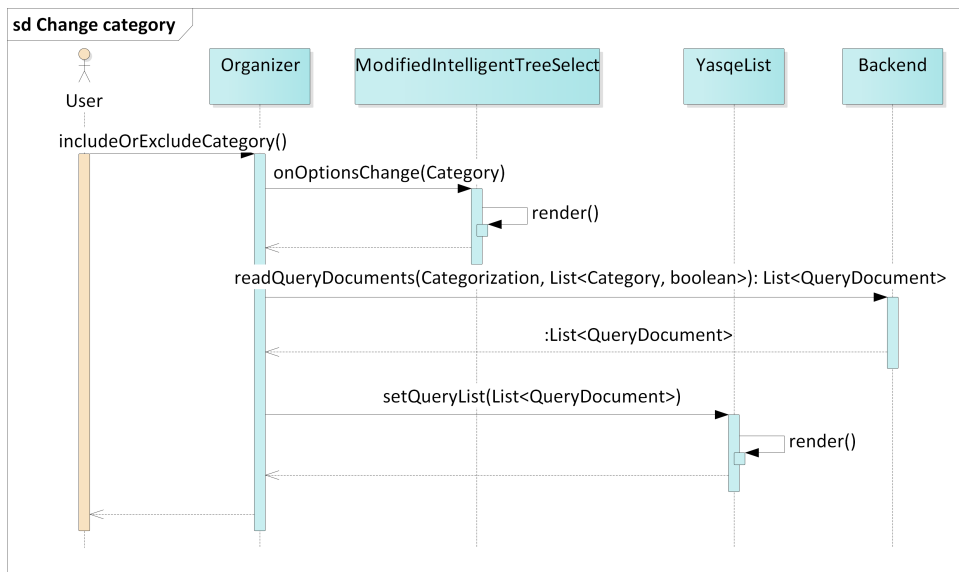 sd Change category
User
Organizer
ModifiedIntelligentTreeSelect
YasqeList
Backend
includeOrExcludeCategory()
onOptionsChange(Category)
render()
readQueryDocuments(Categorization, List<Category, boolean>): List<QueryDocument>
:List<QueryDocument>
setQueryList(List<QueryDocument>)
render()